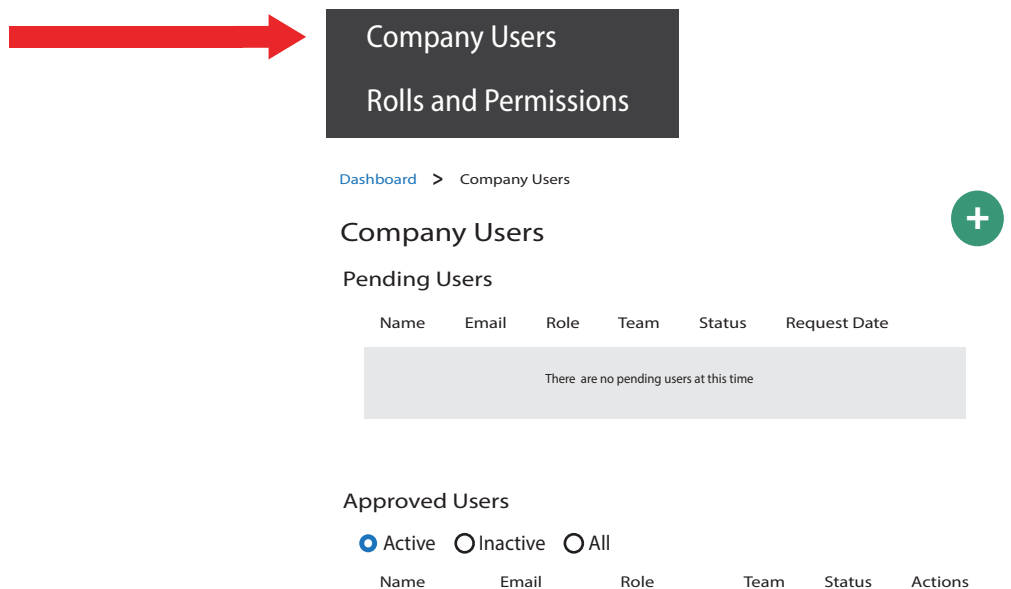 Company Users
Rolls and Permissions
Dashboard > Company Users
Company Users
+
Pending Users
Name Email Role Team Status Request Date
There are no pending users at this time
Approved Users
Active Inactive All
Name Email Role Team Status Actions